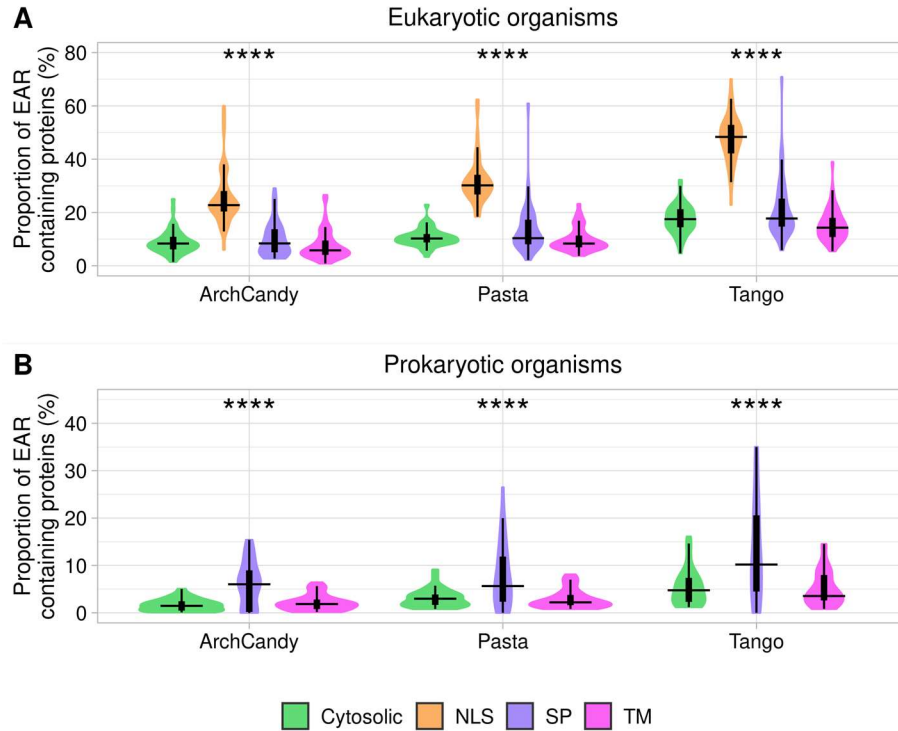 A
Eukaryotic organisms
Proportion of EAR
containing proteins (%)
80
60
40
20
0
**** **** ****
ArchCandy Pasta Tango
B
Prokaryotic organisms
Proportion of EAR
containing proteins (%)
40
30
20
10
0
**** **** ****
ArchCandy Pasta Tango
Cytosolic NLS SP TM